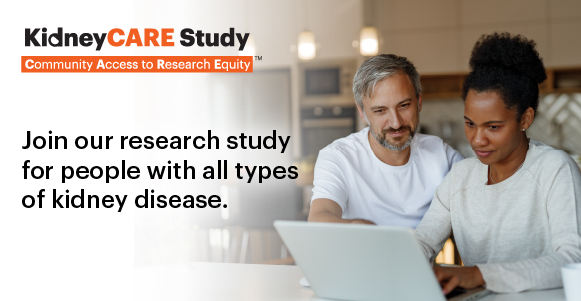 KidneyCARE Study
Community Access to Research Equity™
Join our research study
for people with all types
of kidney disease.